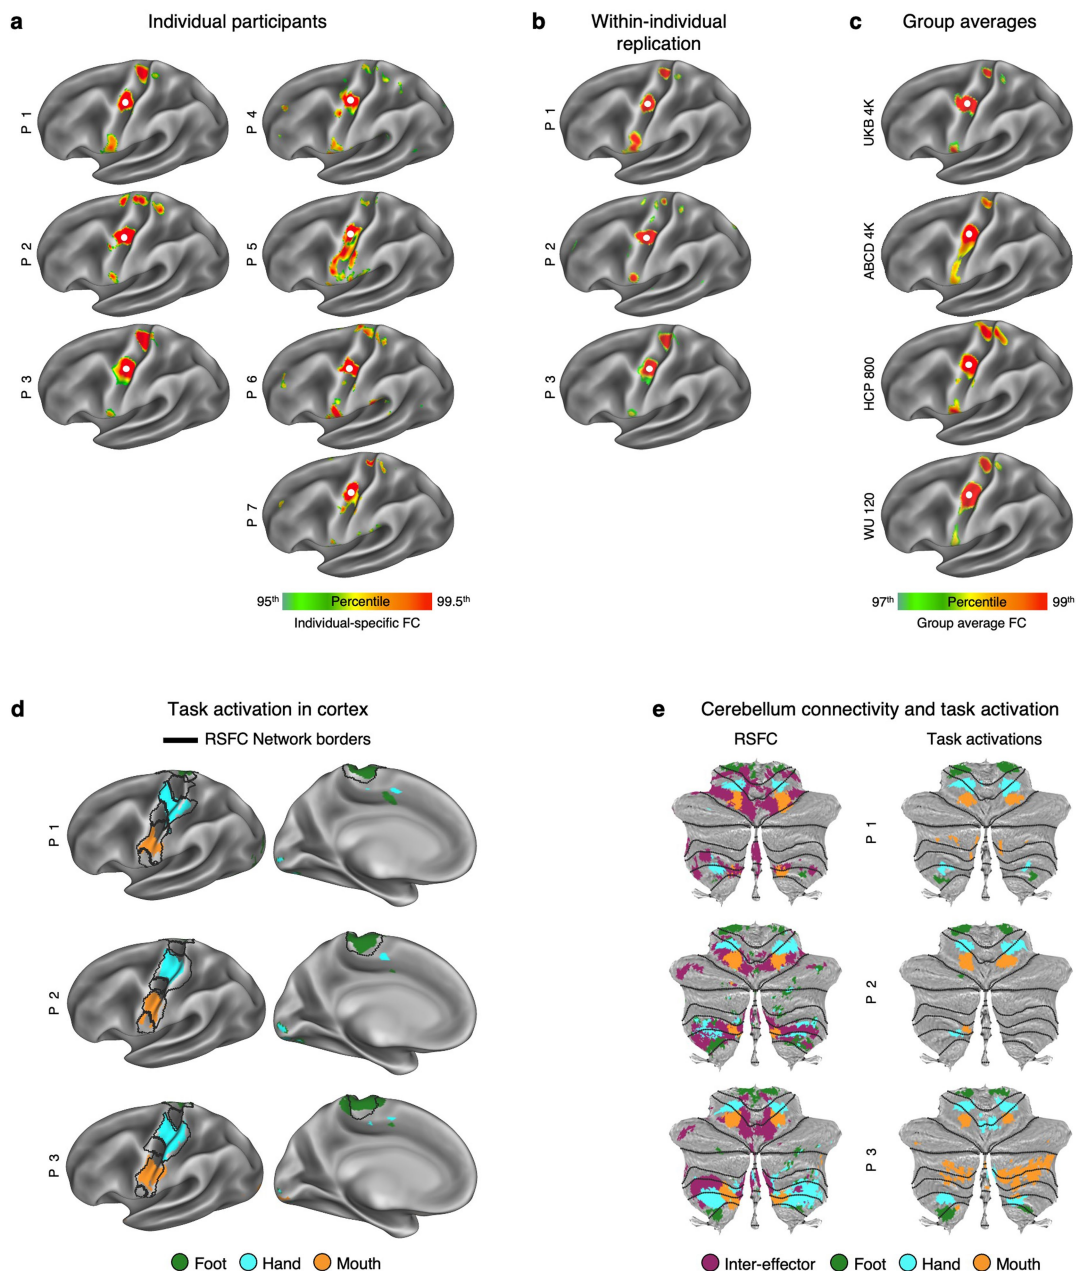 a Individual participants
b Within-individual
replication
c Group averages
P 1
P 4
P 1
UKB 4K
P 2
P 5
P 2
ABCD 4K
P 3
P 6
P 3
HCP 800
P 7
WU 120
95th Percentile 99.5th
Individual-specific FC
97th Percentile 99th
Group average FC
d Task activation in cortex
RSFC Network borders
P 1
P 2
P 3
Foot Hand Mouth
e Cerebellum connectivity and task activation
RSFC Task activations
P 1
P 2
P 3
Inter-effector Foot Hand Mouth